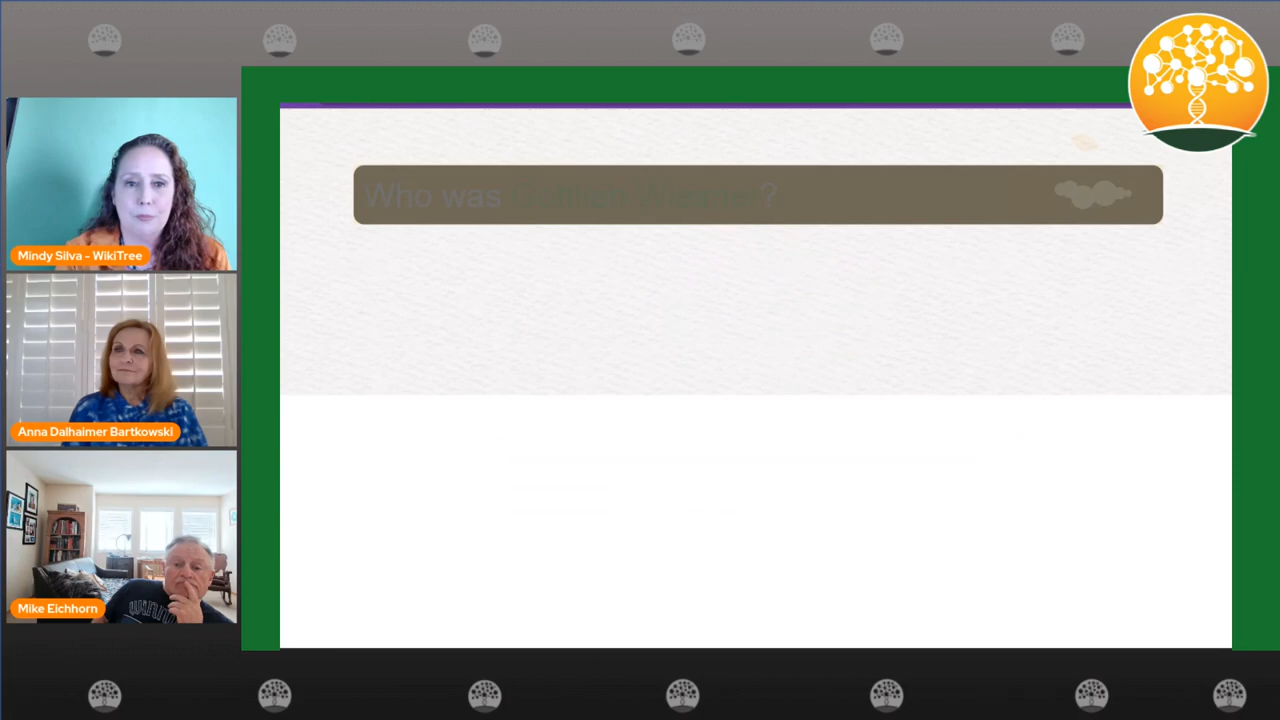 Mindy Silva - WikiTree
Anna Dalhaimer Bartkowski
Mike Eichhorn
Who was ?